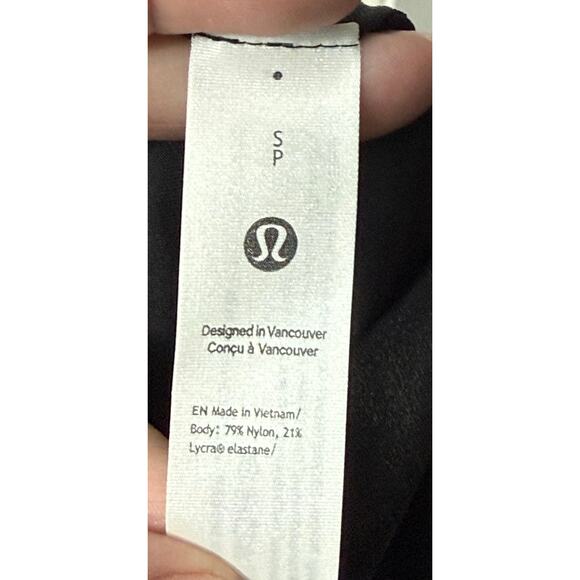 S
P
Designed in Vancouver
Conçu à Vancouver
EN Made in Vietnam/
Body: 79% Nylon, 21%
Lycra® elastane/